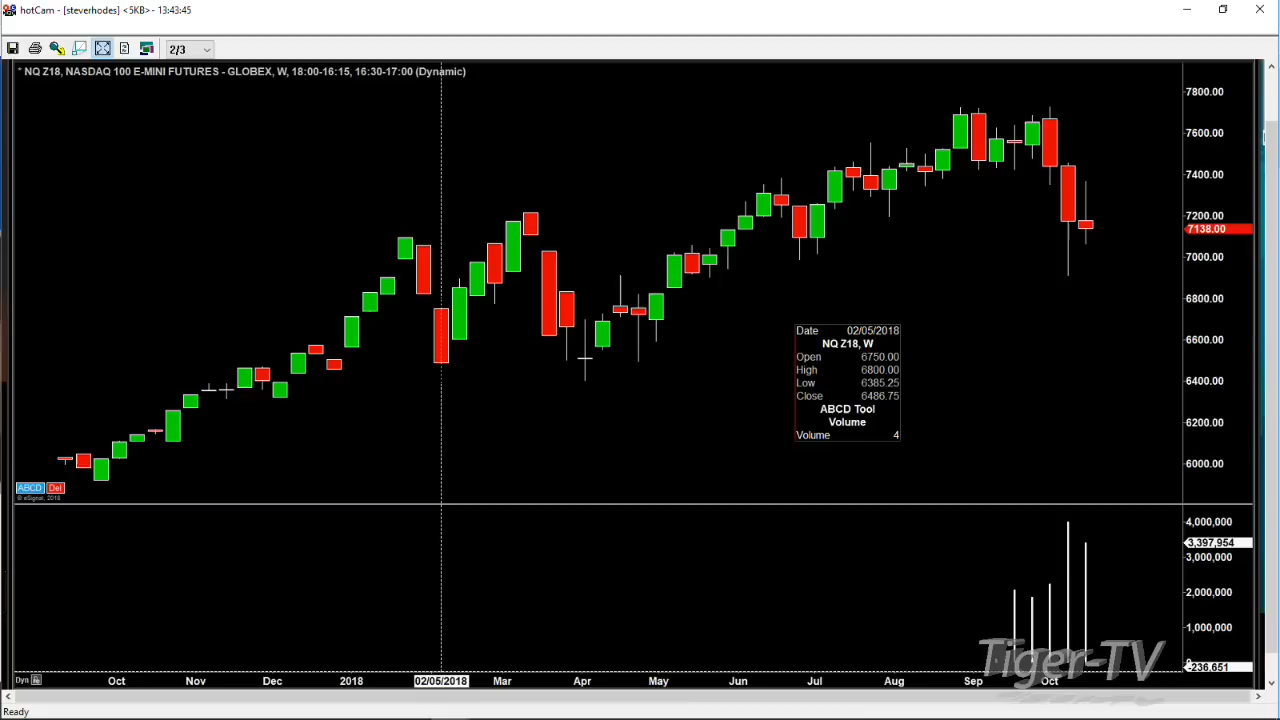 hotCam - [steverhodes] <5KB> - 13:43:45
2/3
* NQ Z18, NASDAQ 100 E-MINI FUTURES - GLOBEX, W, 18:00-16:15, 16:30-17:00 (Dynamic)
7800.00
7600.00
7400.00
7200.00
7138.00
7000.00
6800.00
6600.00
6400.00
6200.00
6000.00
Date 02/05/2018
NQ Z18, W
Open 6750.00
High 6800.00
Low 6385.25
Close 6486.75
ABCD Tool
Volume
Volume 4
ABCD Del
© eSignal, 2018
4,000,000
3,397,954
3,000,000
2,000,000
1,000,000
-236,651
Tiger-TV
Dyn
Oct Nov Dec 2018 02/05/2018 Mar Apr May Jun Jul Aug Sep Oct
Ready